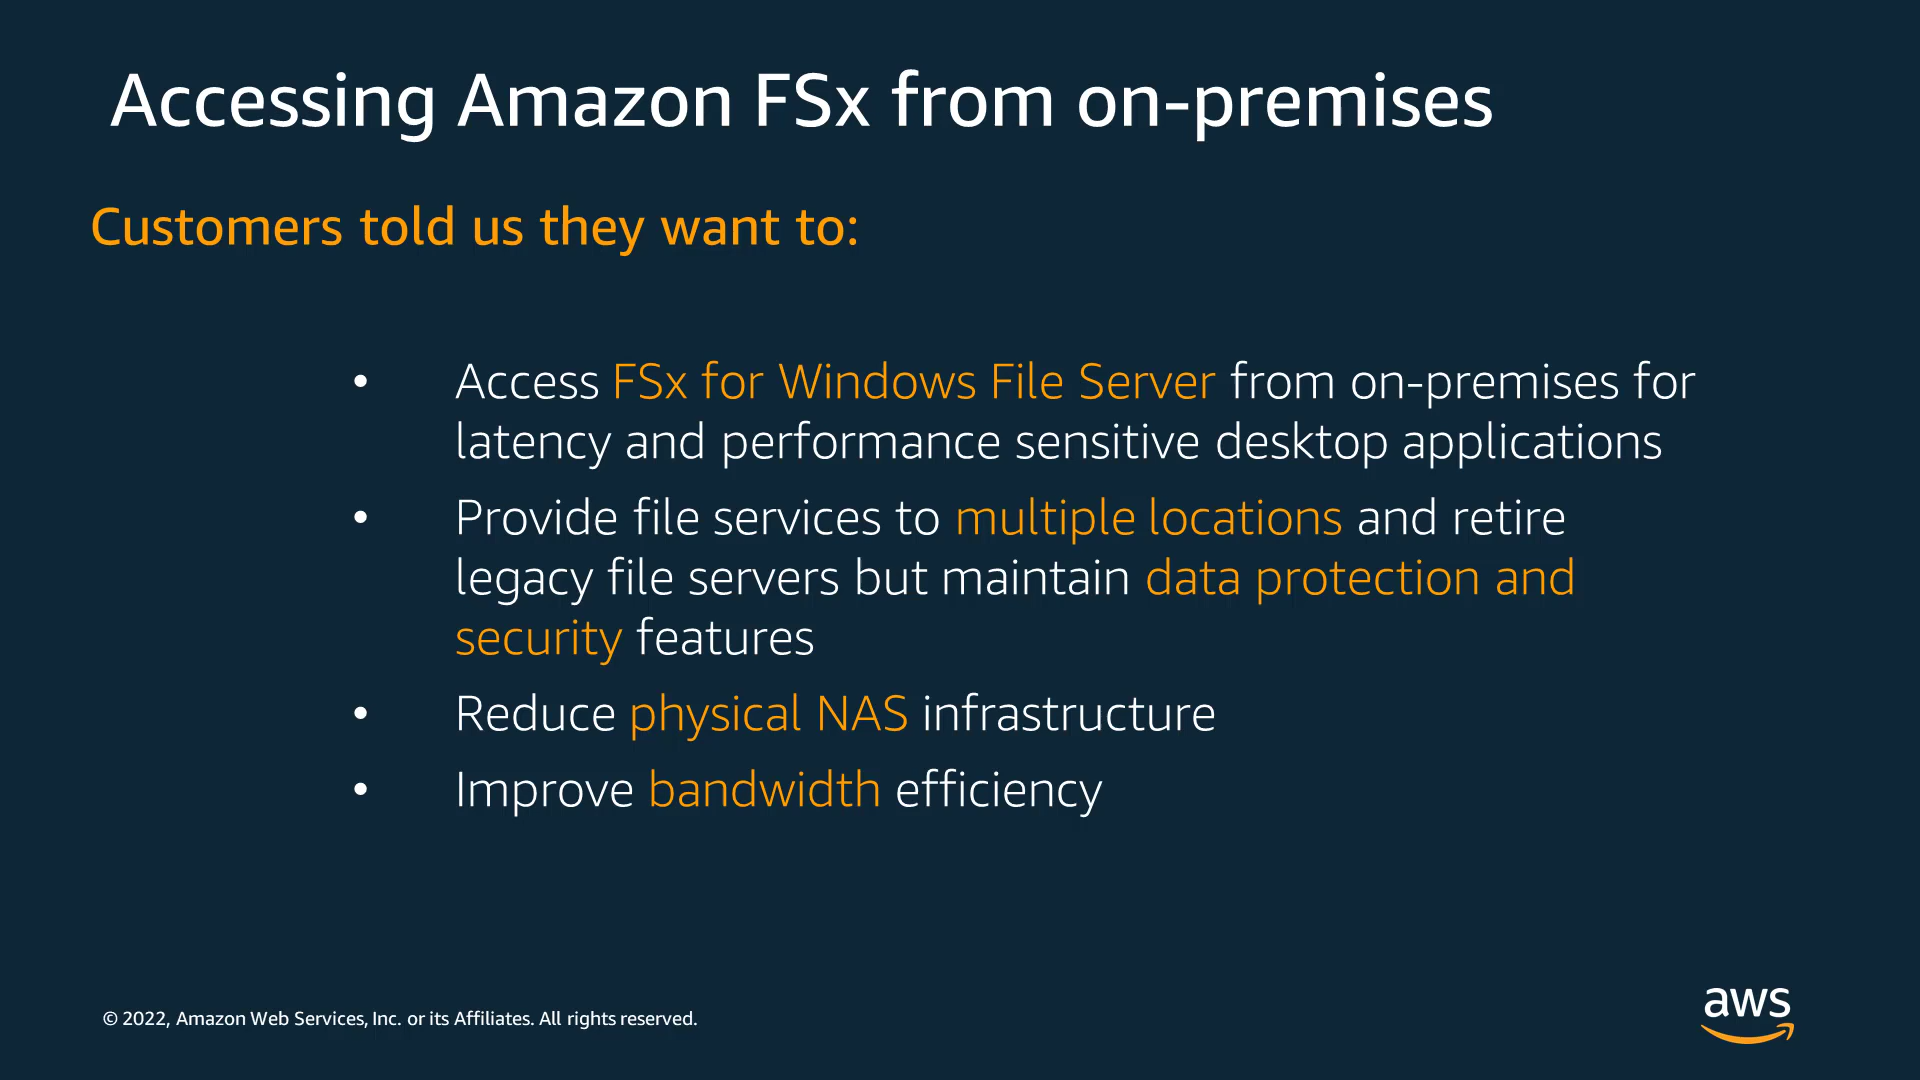 Accessing Amazon FSx from on-premises
Customers told us they want to:
• Access FSx for Windows File Server from on-premises for
latency and performance sensitive desktop applications
• Provide file services to multiple locations and retire
legacy file servers but maintain data protection and
security features
• Reduce physical NAS infrastructure
• Improve bandwidth efficiency
© 2022, Amazon Web Services, Inc. or its Affiliates. All rights reserved.
aws